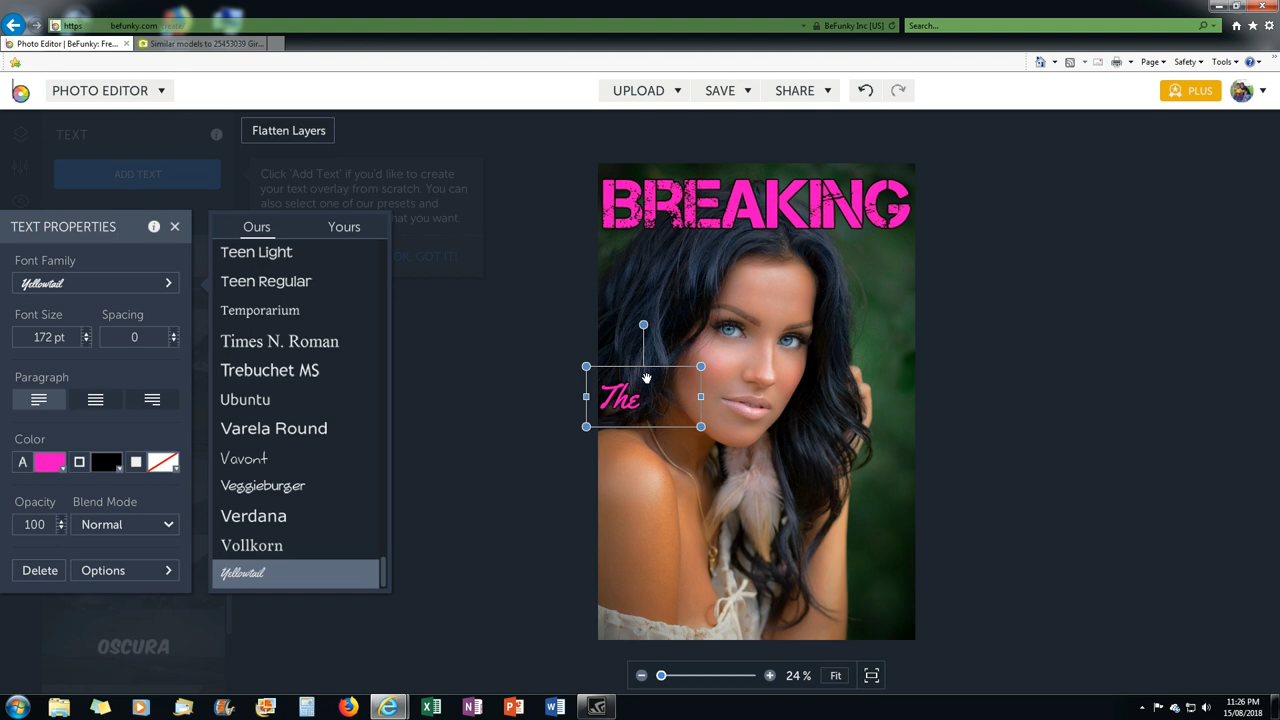 https befunky.com/create/
BeFunky Inc [US]
Search...
Photo Editor | BeFunky: Fre...
Similar models to 25453039 Gir...
Page
Safety
Tools
PHOTO EDITOR
UPLOAD
SAVE
SHARE
PLUS
TEXT
Flatten Layers
ADD TEXT
Click 'Add Text' if you'd like to create
your text overlay from scratch. You can
also select one of our presets and
that you want
OK, GOT IT!
TEXT PROPERTIES
Font Family
Yellowtail
Font Size
Spacing
172 pt
0
Paragraph
Color
A
Opacity
Blend Mode
100
Normal
Delete
Options
Ours
Yours
Teen Light
Teen Regular
Temporarium
Times N. Roman
Trebuchet MS
Ubuntu
Varela Round
Vavont
Veggieburger
Verdana
Vollkorn
Yellowtail
OSCURA
BREAKING
The
24 %
Fit
11:26 PM
15/08/2018